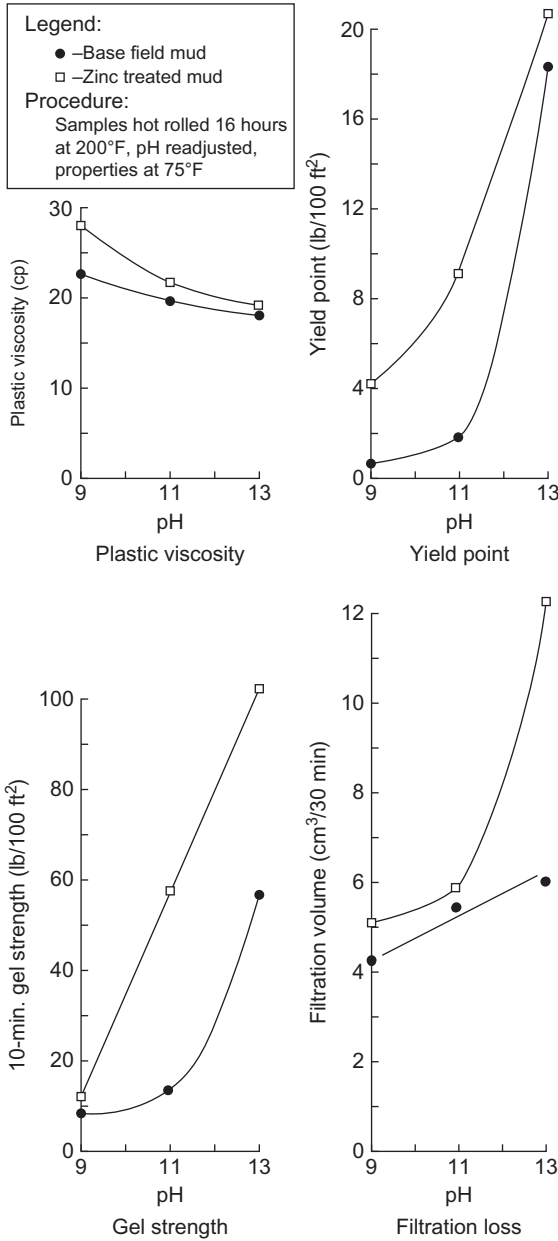 Legend:
● –Base field mud
□ –Zinc treated mud
Procedure:
Samples hot rolled 16 hours
at 200°F, pH readjusted,
properties at 75°F
30
20
10
0
9 11 13
Plastic viscosity (cp)
pH
Plastic viscosity
20
16
12
8
4
0
9 11 13
Yield point (lb/100 ft²)
pH
Yield point
100
80
60
40
20
0
9 11 13
10-min. gel strength (lb/100 ft²)
pH
Gel strength
12
10
8
6
4
2
0
9 11 13
Filtration volume (cm³/30 min)
pH
Filtration loss